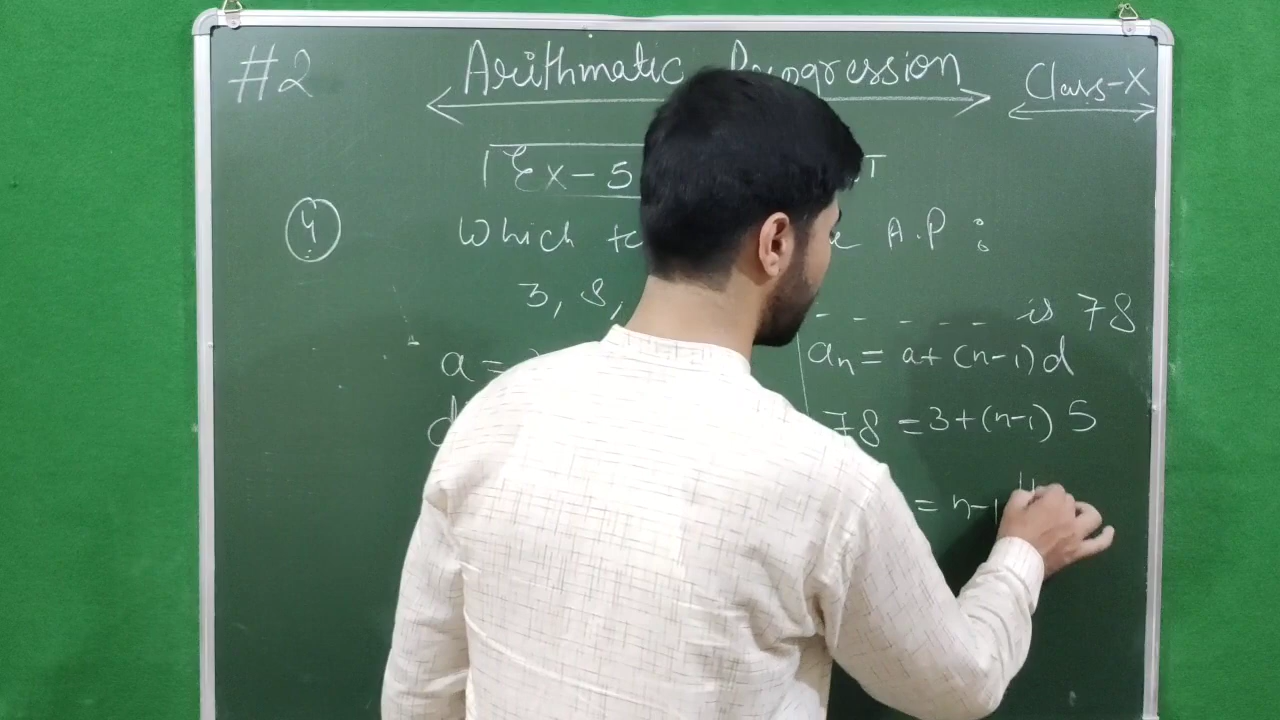 #2 Arithmatic Progression Class-X
Ex-5
4 Which A.P :
3, 8, - - - - - is 78
a =
an = a+ (n-1) d
d
78 = 3+(n-1) 5
= n-1